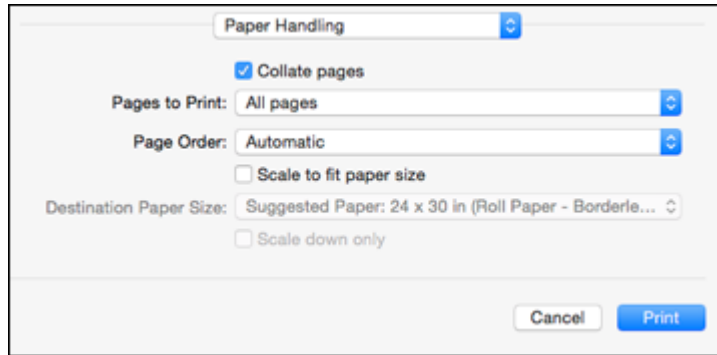 Paper Handling
Collate pages
Pages to Print: All pages
Page Order: Automatic
Scale to fit paper size
Destination Paper Size: Suggested Paper: 24 x 30 in (Roll Paper - Borderle...
Scale down only
Cancel Print